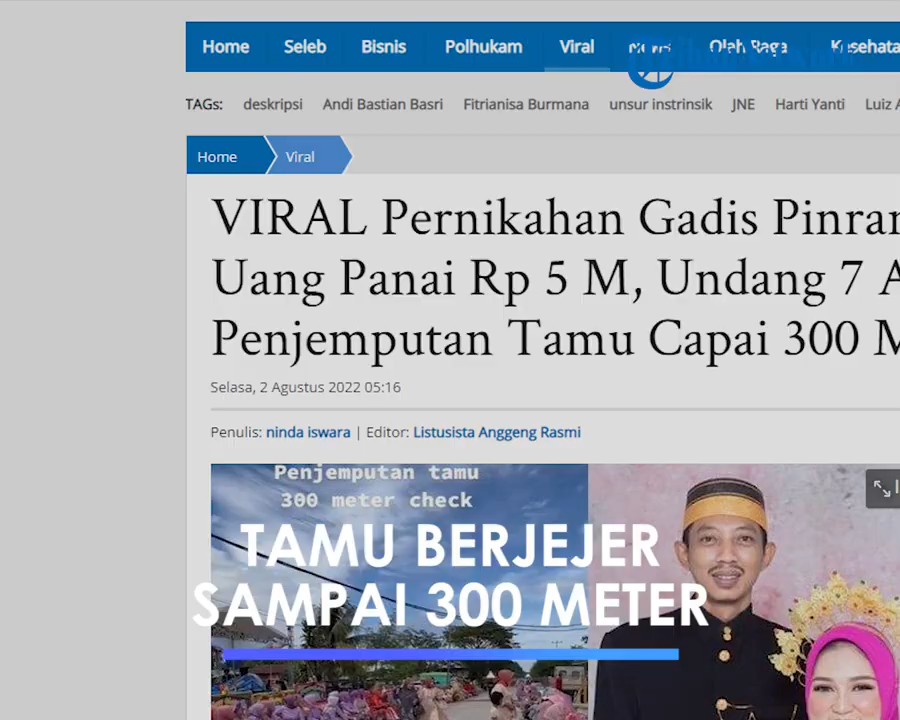 Home Seleb Bisnis Polhukam Viral News Olah Raga Kesehata
TAGs: deskripsi Andi Bastian Basri Fitrianisa Burmana unsur instrinsik JNE Harti Yanti Luiz A
Home Viral
VIRAL Pernikahan Gadis Pinran
Uang Panai Rp 5 M, Undang 7 A
Penjemputan Tamu Capai 300 M
Selasa, 2 Agustus 2022 05:16
Penulis: ninda iswara | Editor: Listusista Anggeng Rasmi
Penjemputan tamu
300 meter check
TAMU BERJEJER
SAMPAI 300 METER